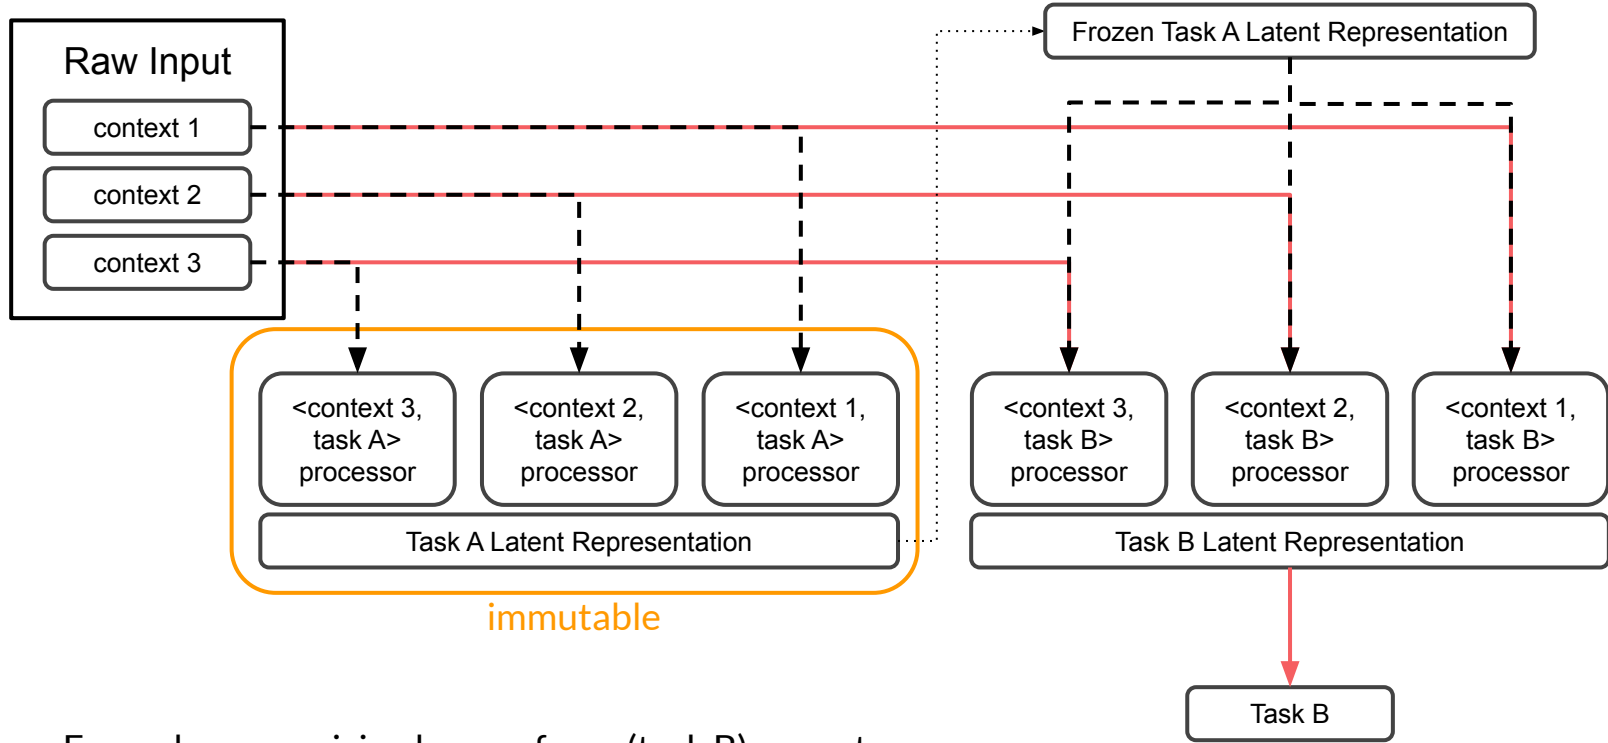 Raw Input
context 1
context 2
context 3
Frozen Task A Latent Representation
<context 3,
task A>
processor
<context 2,
task A>
processor
<context 1,
task A>
processor
Task A Latent Representation
immutable
<context 3,
task B>
processor
<context 2,
task B>
processor
<context 1,
task B>
processor
Task B Latent Representation
Task B